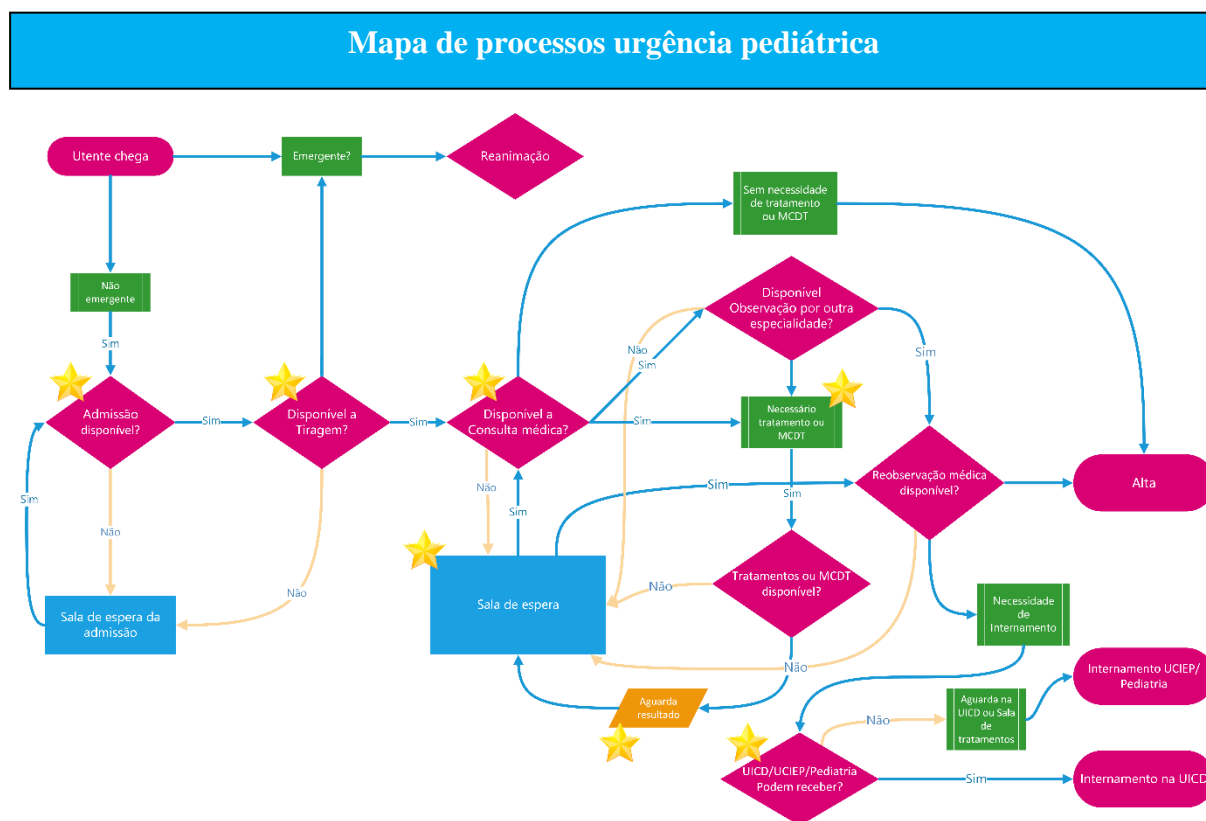 Mapa de processos urgência pediátrica
Utente chega
Emergente?
Reanimação
Sem necessidade
de tratamento
ou MCDT
Não
emergente
Disponível
Observação por outra
especialidade?
Sim
Não
Sim
Sim
Admissão
disponível?
Sim
Disponível a
Tiragem?
Sim
Disponível a
Consulta médica?
Sim
Necessário
tratamento ou
MCDT
Reobservação médica
disponível?
Alta
Sim
Não
Não
Sim
Sim
Sim
Não
Sala de espera da
admissão
Sala de espera
Não
Tratamentos ou MCDT
disponível?
Necessidade
de
Internamento
Não
Internamento UCIEP/
Pediatria
Aguarda
resultado
Não
Aguarda na
UICD ou Sala
de
tratamentos
UICD/UCIEP/Pediatria
Podem receber?
Sim
Internamento na UICD